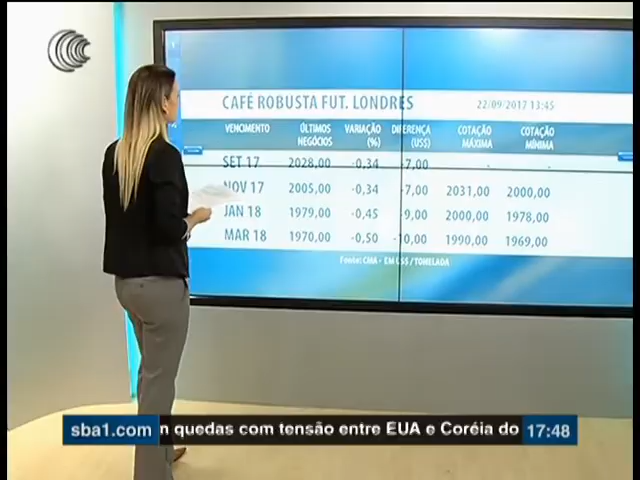 CAFÉ ROBUSTA FUT. LONDRES 22/09/2017 13:45
VENCIMENTO ÚLTIMOS NEGÓCIOS VARIAÇÃO (%) DIFERENÇA (US$) COTAÇÃO MÁXIMA COTAÇÃO MÍNIMA
SET 17 2028,00 -0,34 -7,00 - -
NOV 17 2005,00 -0,34 -7,00 2031,00 2000,00
JAN 18 1979,00 -0,45 -9,00 2000,00 1978,00
MAR 18 1970,00 -0,50 -10,00 1990,00 1969,00
Fonte: CMA - EM US$ / TONELADA
sba1.com n quedas com tensão entre EUA e Coréia do 17:48